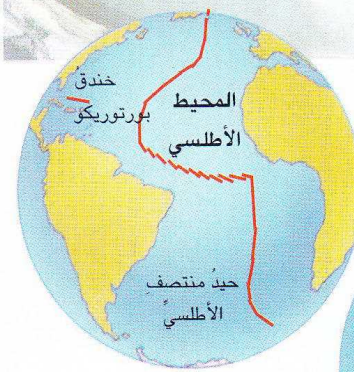 خندقُ
بورتوريكو
المحيط
الأطلسي
حيدُ منتصفِ
الأطلسيِّ